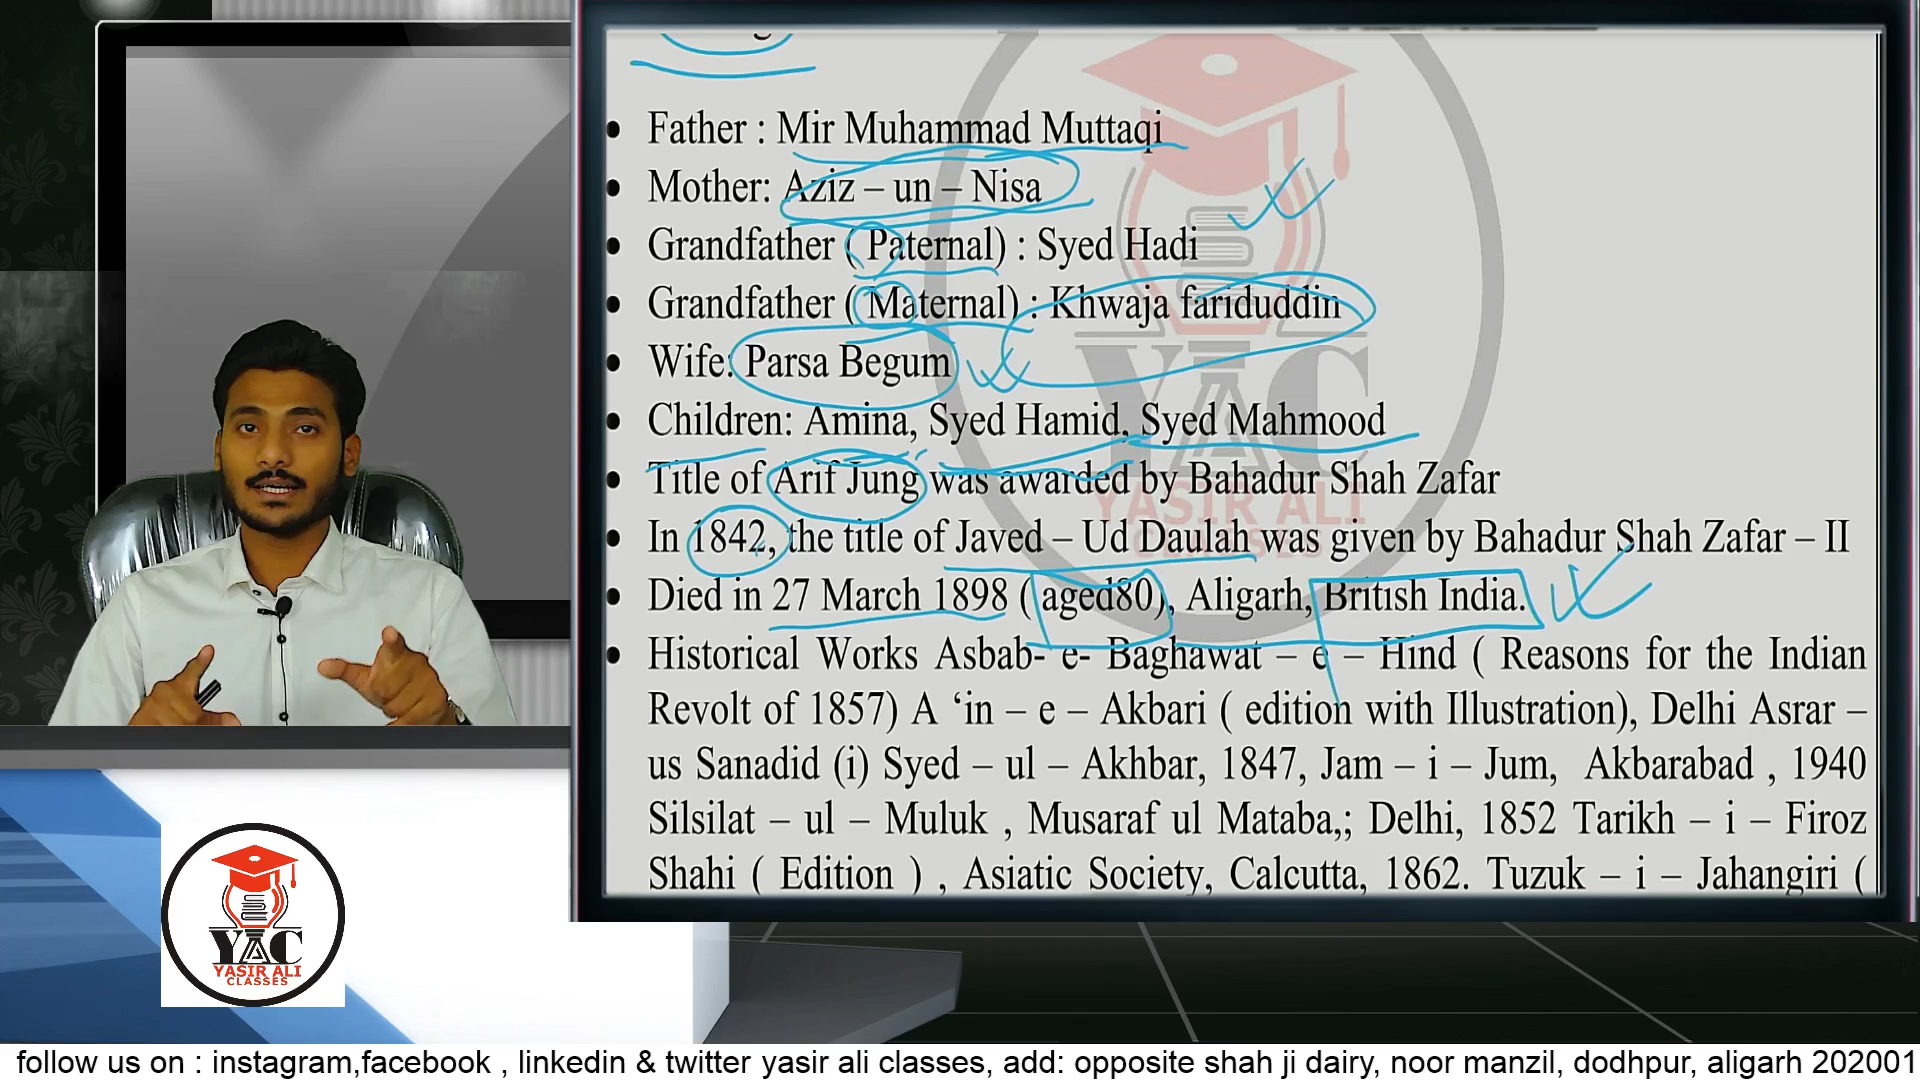 Father : Mir Muhammad Muttaqi
Mother: Aziz – un – Nisa
Grandfather ( Paternal) : Syed Hadi
Grandfather ( Maternal) : Khwaja fariduddin
Wife: Parsa Begum
Children: Amina, Syed Hamid, Syed Mahmood
Title of Arif Jung was awarded by Bahadur Shah Zafar
In 1842, the title of Javed – Ud Daulah was given by Bahadur Shah Zafar – II
Died in 27 March 1898 ( aged80), Aligarh, British India.
Historical Works Asbab- e- Baghawat – e – Hind ( Reasons for the Indian
Revolt of 1857) A ‘in – e – Akbari ( edition with Illustration), Delhi Asrar –
us Sanadid (i) Syed – ul – Akhbar, 1847, Jam – i – Jum, Akbarabad , 1940
Silsilat – ul – Muluk , Musaraf ul Mataba,; Delhi, 1852 Tarikh – i – Firoz
Shahi ( Edition ) , Asiatic Society, Calcutta, 1862. Tuzuk – i – Jahangiri (
YAC
YASIR ALI
CLASSES
YAC
YASIR ALI
CLASSES
follow us on : instagram,facebook , linkedin & twitter yasir ali classes, add: opposite shah ji dairy, noor manzil, dodhpur, aligarh 202001